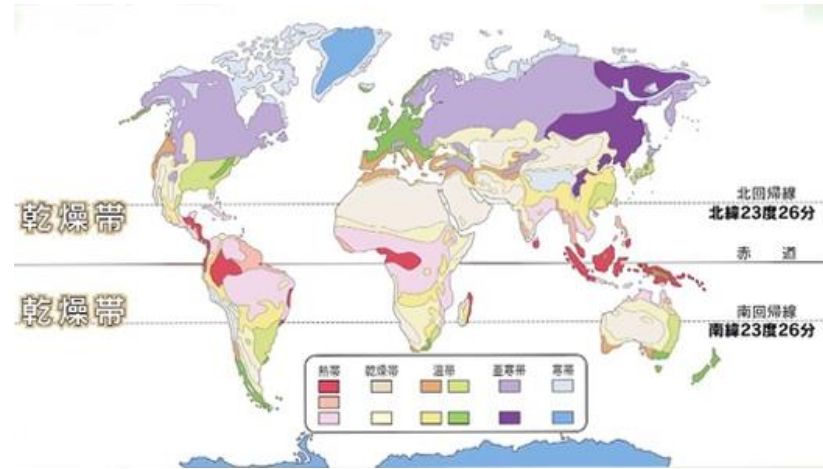 北回帰線
乾燥帯
北緯23度26分
赤　道
乾燥帯
南回帰線
南緯23度26分
熱帯 乾燥帯 温帯 亜寒帯 寒帯